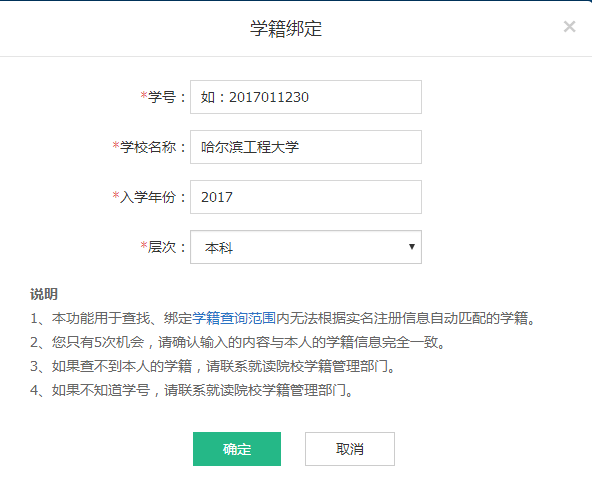 学籍绑定
×
*学号：如：2017011230
*学校名称：哈尔滨工程大学
*入学年份：2017
*层次：本科
说明
1、本功能用于查找、绑定学籍查询范围内无法根据实名注册信息自动匹配的学籍。
2、您只有5次机会，请确认输入的内容与本人的学籍信息完全一致。
3、如果查不到本人的学籍，请联系就读院校学籍管理部门。
4、如果不知道学号，请联系就读院校学籍管理部门。
确定 取消